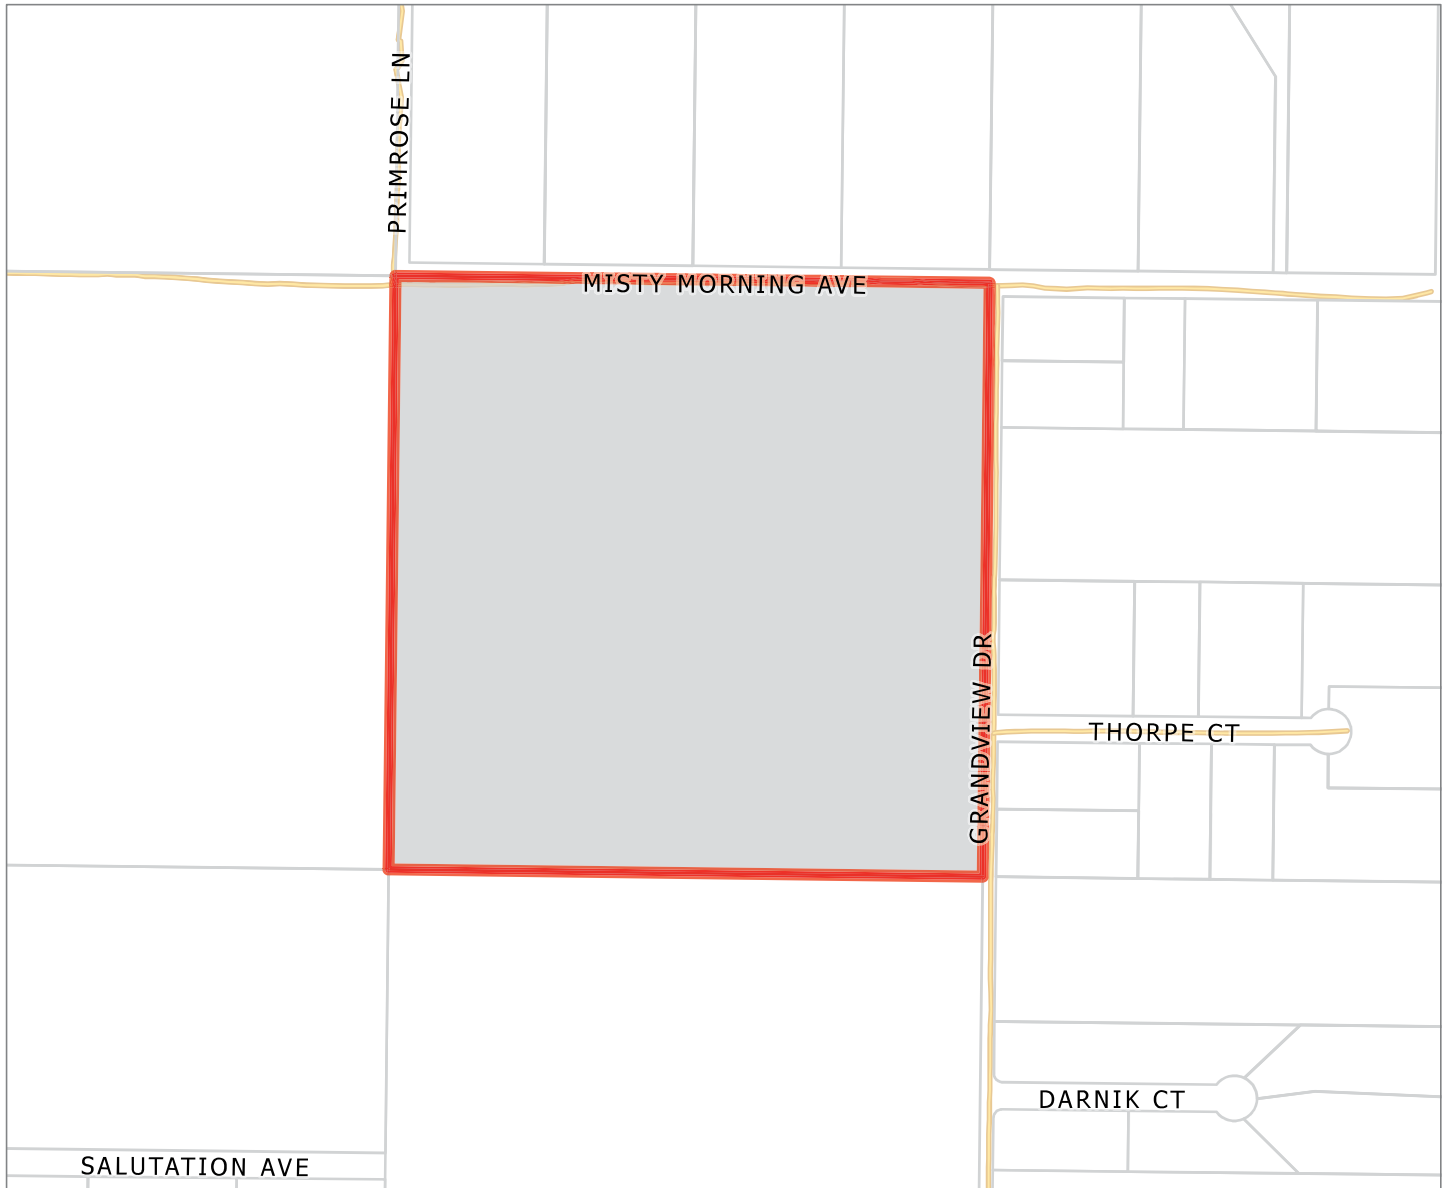 PRIMROSE LN
MISTY MORNING AVE
GRANDVIEW DR
THORPE CT
DARNIK CT
SALUTATION AVE